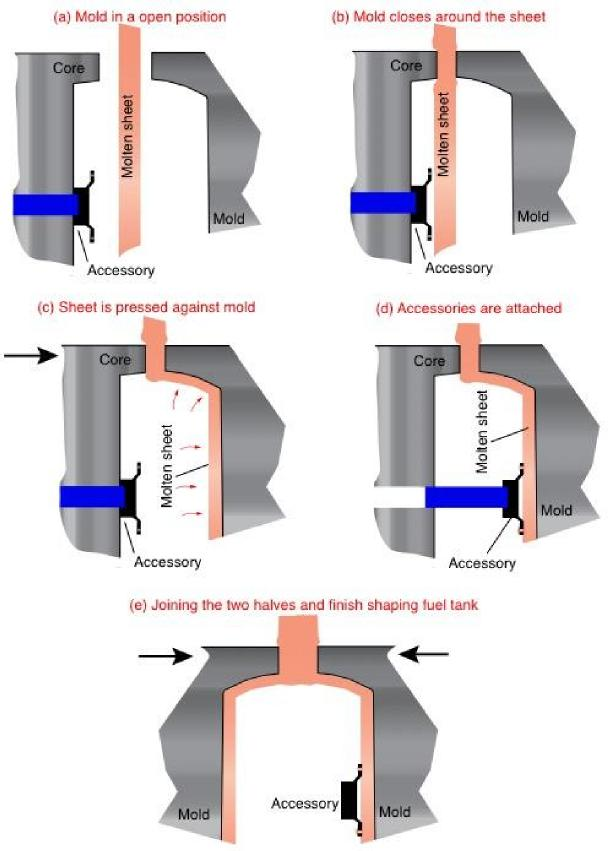 (a) Mold in a open position
Core
Molten sheet
Mold
Accessory
(b) Mold closes around the sheet
Core
Molten sheet
Mold
Accessory
(c) Sheet is pressed against mold
Core
Molten sheet
Accessory
(d) Accessories are attached
Core
Molten sheet
Mold
Accessory
(e) Joining the two halves and finish shaping fuel tank
Accessory
Mold
Mold